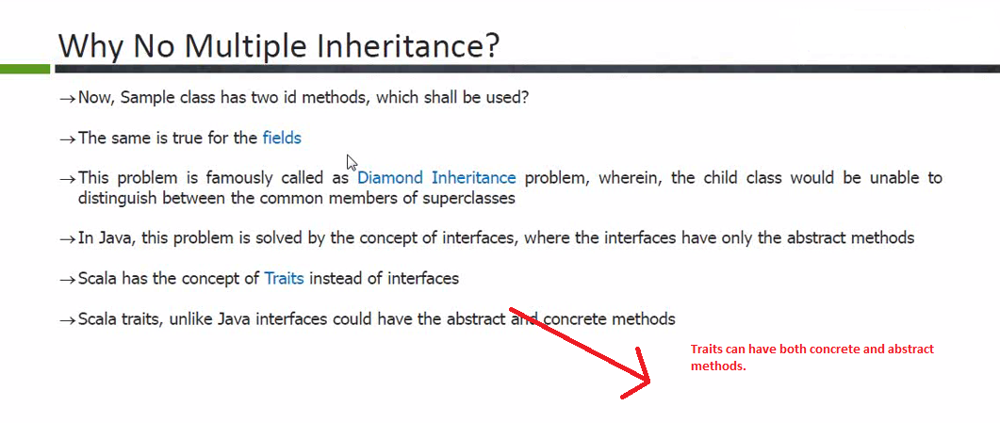 Why No Multiple Inheritance?
→Now, Sample class has two id methods, which shall be used?
→The same is true for the fields
→This problem is famously called as Diamond Inheritance problem, wherein, the child class would be unable to
distinguish between the common members of superclasses
→In Java, this problem is solved by the concept of interfaces, where the interfaces have only the abstract methods
→Scala has the concept of Traits instead of interfaces
→Scala traits, unlike Java interfaces could have the abstract and concrete methods
Traits can have both concrete and abstract
methods.